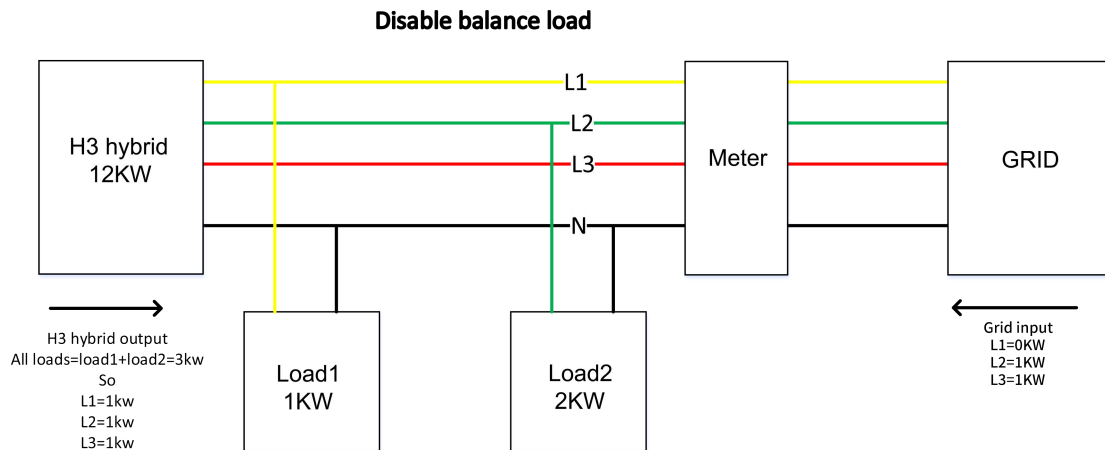 Disable balance load
H3 hybrid
12KW
L1
L2
L3
N
Meter
GRID
H3 hybrid output
All loads=load1+load2=3kw
So
L1=1kw
L2=1kw
L3=1kw
Load1
1KW
Load2
2KW
Grid input
L1=0KW
L2=1KW
L3=1KW